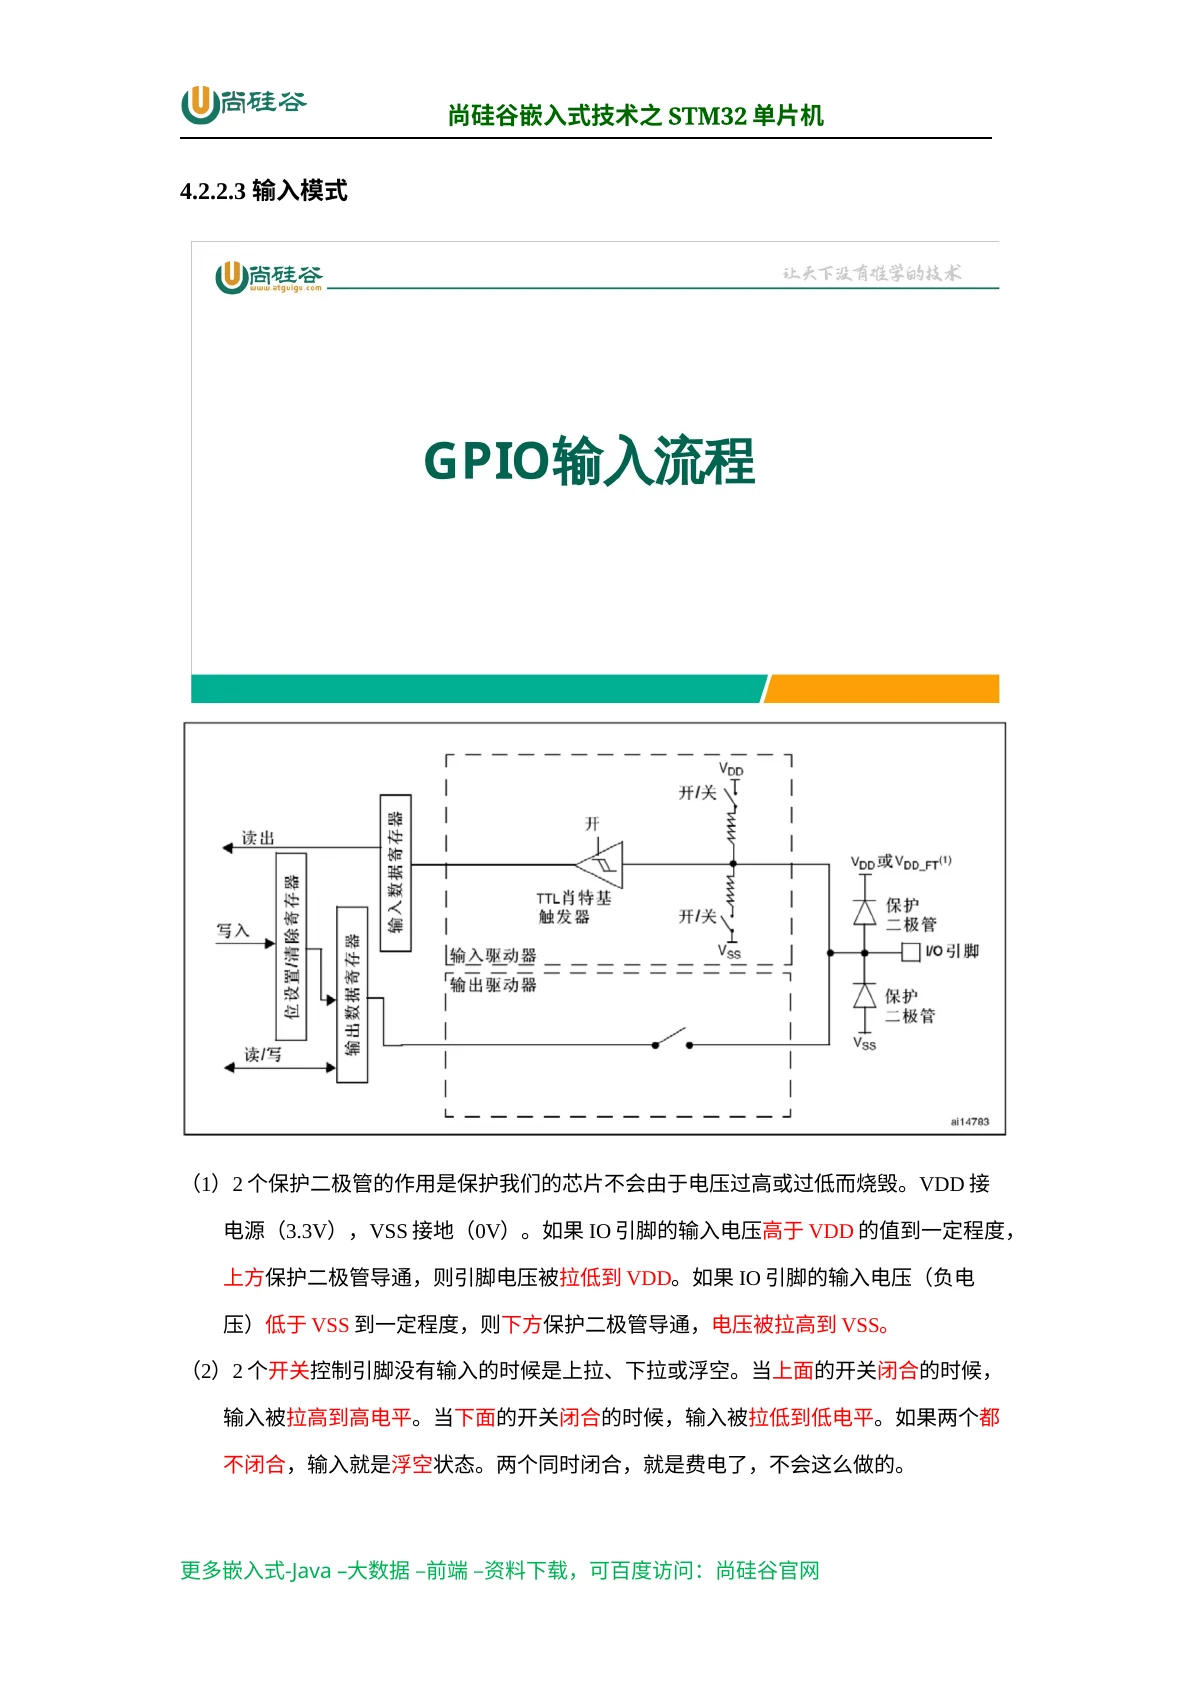 尚硅谷
尚硅谷嵌入式技术之 STM32 单片机
4.2.2.3 输入模式
尚硅谷
www.atguigu.com
让天下没有难学的技术
GPIO输入流程
VDD
开/关
读出
输入数据寄存器
开
VDD或VDD_FT(1)
TTL肖特基
触发器
保护
二极管
位设置/清除寄存器
写入
输出数据寄存器
开/关
VSS
输入驱动器
I/O 引脚
输出驱动器
保护
二极管
VSS
读/写
ai14783
（1）2 个保护二极管的作用是保护我们的芯片不会由于电压过高或过低而烧毁。VDD 接
电源（3.3V），VSS 接地（0V）。如果 IO 引脚的输入电压高于 VDD 的值到一定程度，
上方保护二极管导通，则引脚电压被拉低到 VDD。如果 IO 引脚的输入电压（负电
压）低于 VSS 到一定程度，则下方保护二极管导通，电压被拉高到 VSS。
（2）2 个开关控制引脚没有输入的时候是上拉、下拉或浮空。当上面的开关闭合的时候，
输入被拉高到高电平。当下面的开关闭合的时候，输入被拉低到低电平。如果两个都
不闭合，输入就是浮空状态。两个同时闭合，就是费电了，不会这么做的。
更多嵌入式-Java –大数据 –前端 –资料下载，可百度访问：尚硅谷官网